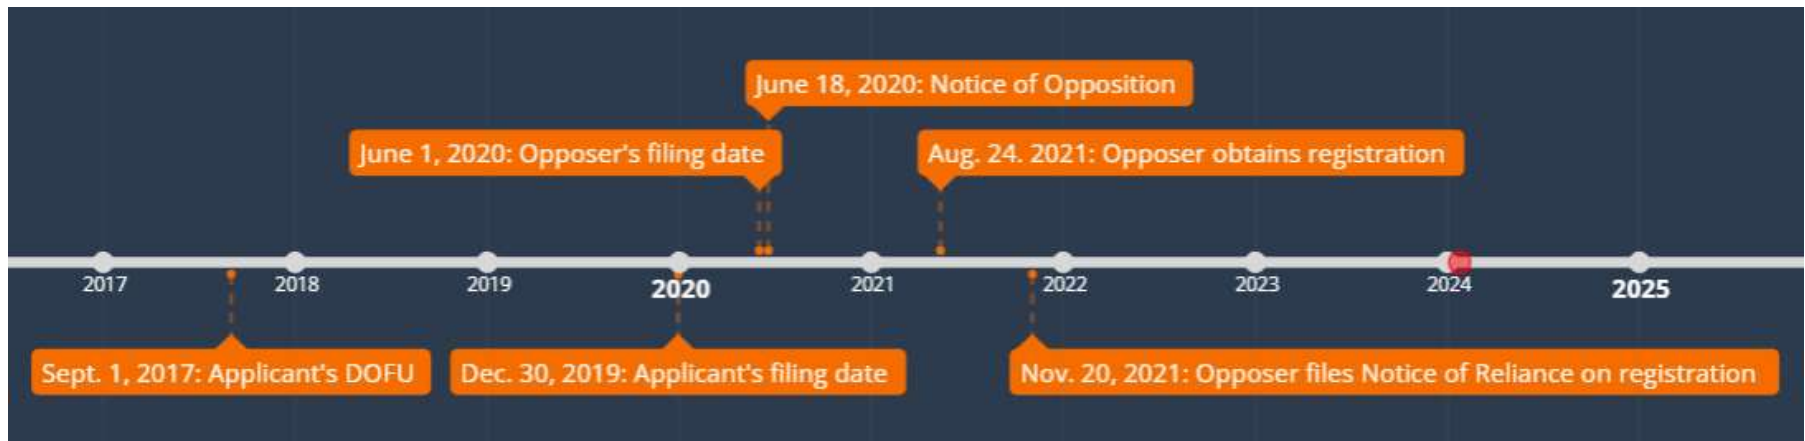 June 18, 2020: Notice of Opposition
June 1, 2020: Opposer's filing date
Aug. 24. 2021: Opposer obtains registration
2017
2018
2019
2020
2021
2022
2023
2024
2025
Sept. 1, 2017: Applicant's DOFU
Dec. 30, 2019: Applicant's filing date
Nov. 20, 2021: Opposer files Notice of Reliance on registration